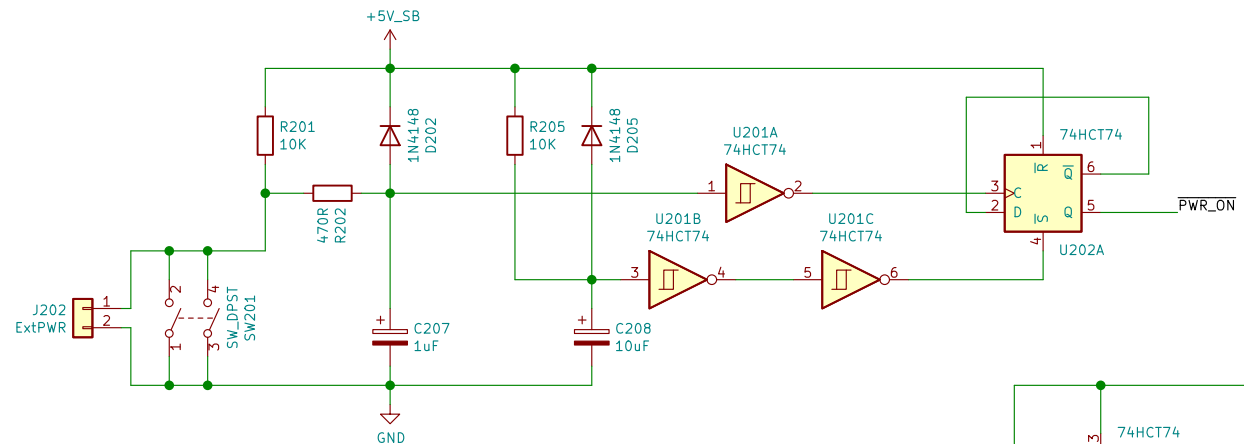 +5V_SB
R201
10K
1N4148
D202
R205
10K
1N4148
D205
U201A
74HCT74
1
2
74HCT74
1
R
Q
6
3
C
2
D
S
Q
5
4
U202A
PWR_ON
470R
R202
U201B
74HCT74
3
4
U201C
74HCT74
5
6
J202
ExtPWR
1
2
2
4
1
3
SW_DPST
SW201
+
C207
1uF
+
C208
10uF
GND
74HCT74
3